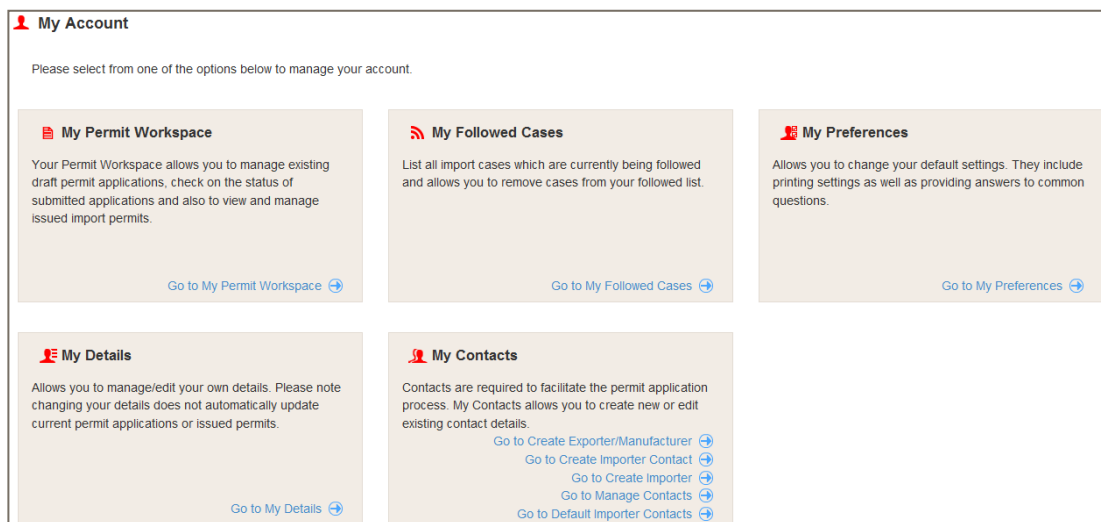 My Account
Please select from one of the options below to manage your account.
My Permit Workspace
Your Permit Workspace allows you to manage existing
draft permit applications, check on the status of
submitted applications and also to view and manage
issued import permits.
Go to My Permit Workspace
My Followed Cases
List all import cases which are currently being followed
and allows you to remove cases from your followed list.
Go to My Followed Cases
My Preferences
Allows you to change your default settings. They include
printing settings as well as providing answers to common
questions.
Go to My Preferences
My Details
Allows you to manage/edit your own details. Please note
changing your details does not automatically update
current permit applications or issued permits.
Go to My Details
My Contacts
Contacts are required to facilitate the permit application
process. My Contacts allows you to create new or edit
existing contact details.
Go to Create Exporter/Manufacturer
Go to Create Importer Contact
Go to Create Importer
Go to Manage Contacts
Go to Default Importer Contacts